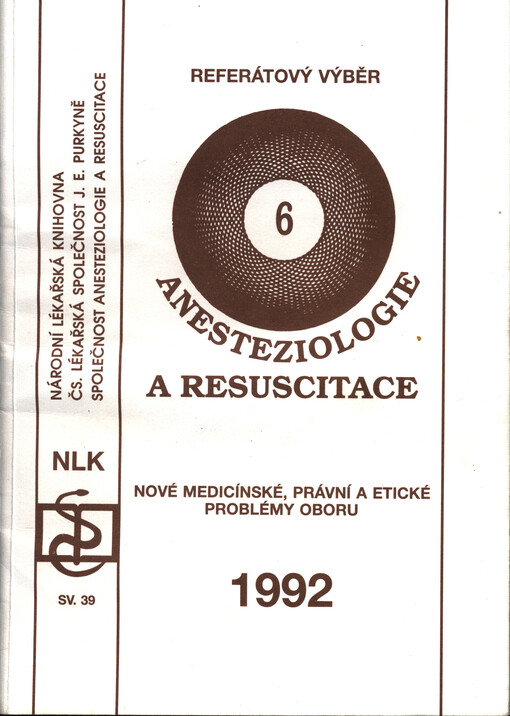 REFERÁTOVÝ VÝBĚR
6
ANESTEZIOLOGIE
A RESUSCITACE
NOVÉ MEDICÍNSKÉ, PRÁVNÍ A ETICKÉ
PROBLÉMY OBORU
1992
NÁRODNÍ LÉKAŘSKÁ KNIHOVNA
ČS. LÉKAŘSKÁ SPOLEČNOST J. E. PURKYNĚ
SPOLEČNOST ANESTEZIOLOGIE A RESUSCITACE
NLK
SV. 39